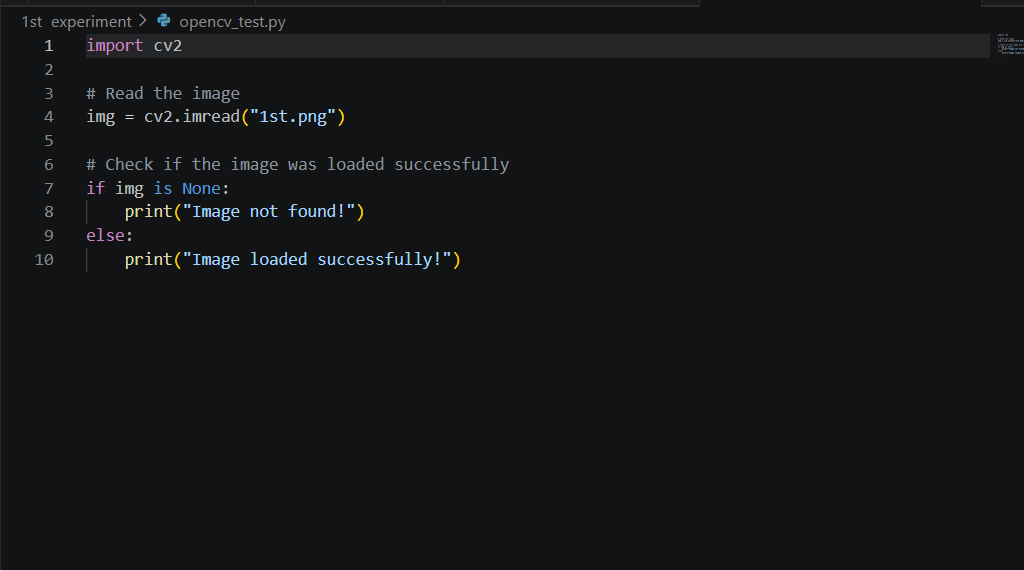 1st experiment > opencv_test.py
1 import cv2
2
3 # Read the image
4 img = cv2.imread("1st.png")
5
6 # Check if the image was loaded successfully
7 if img is None:
8     print("Image not found!")
9 else:
10     print("Image loaded successfully!")